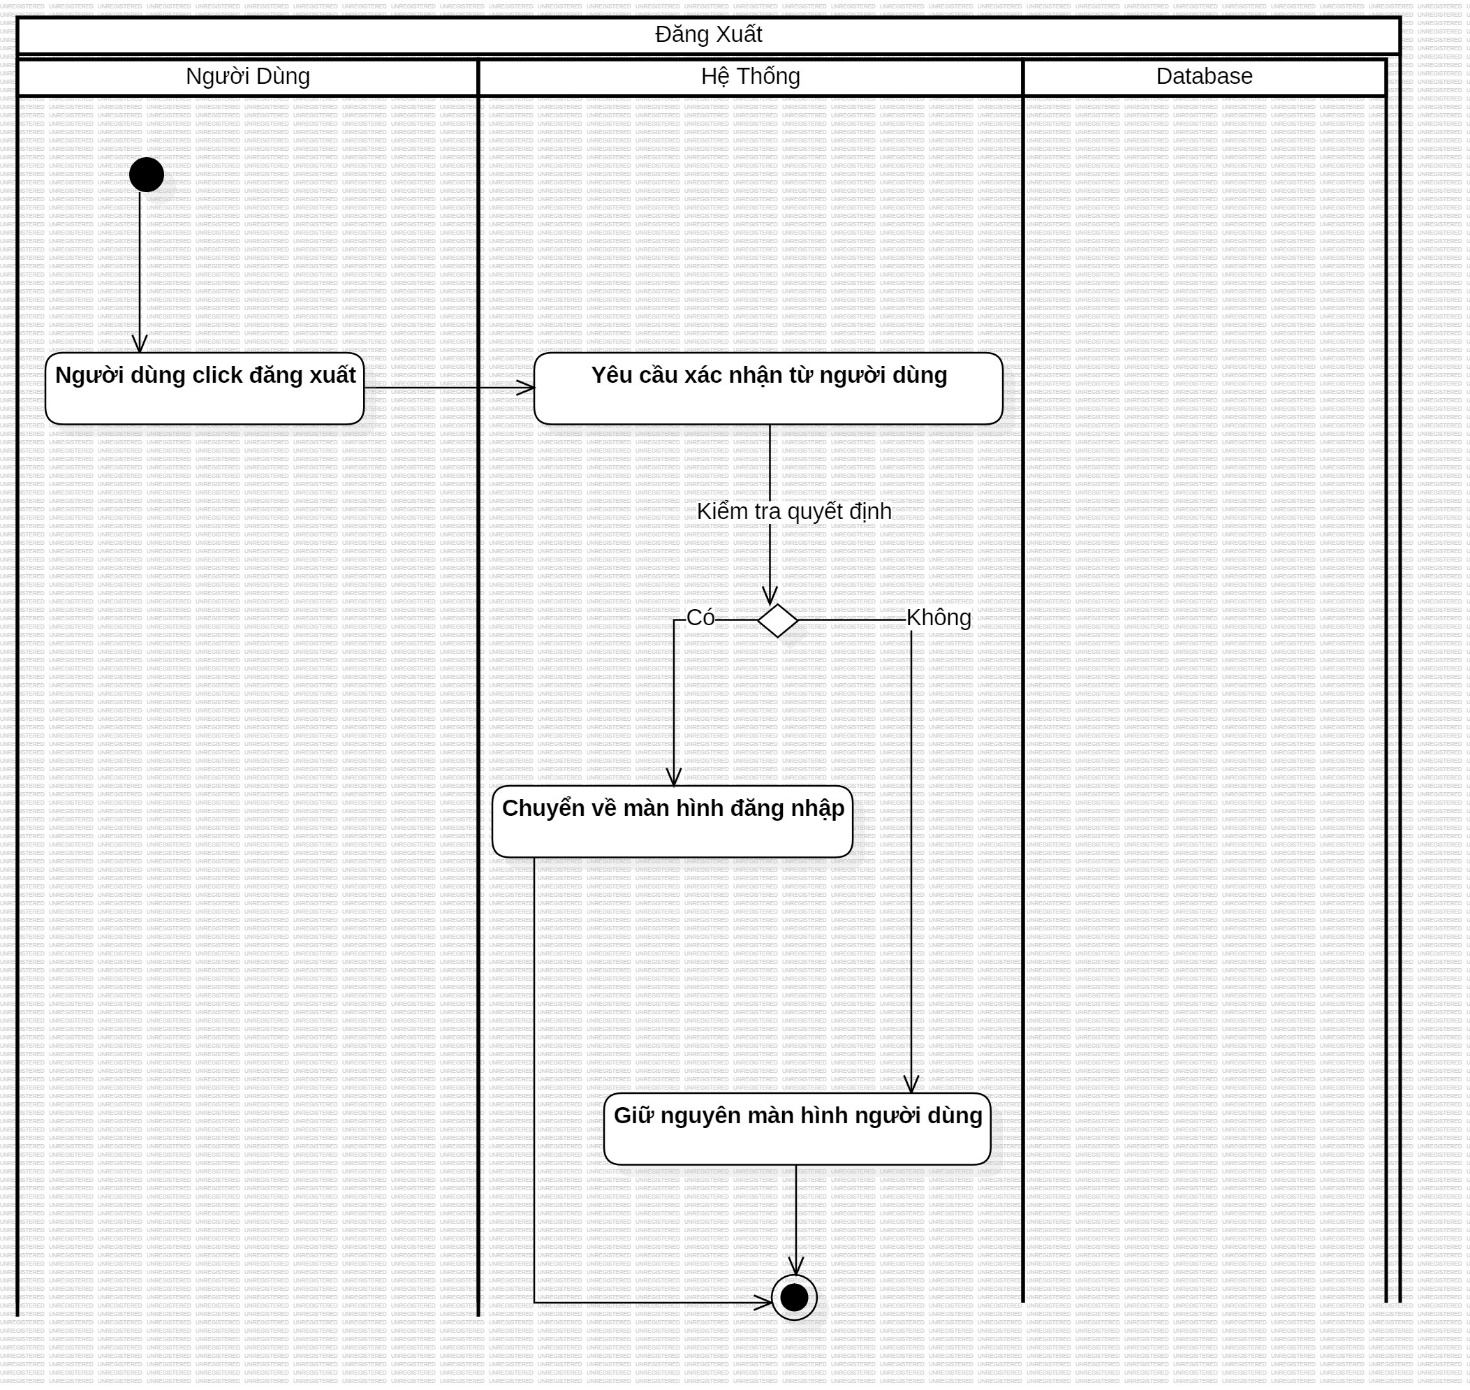 Đăng Xuất
Người Dùng
Hệ Thống
Database
Người dùng click đăng xuất
Yêu cầu xác nhận từ người dùng
Kiểm tra quyết định
Có
Không
Chuyển về màn hình đăng nhập
Giữ nguyên màn hình người dùng
UNREGISTERED